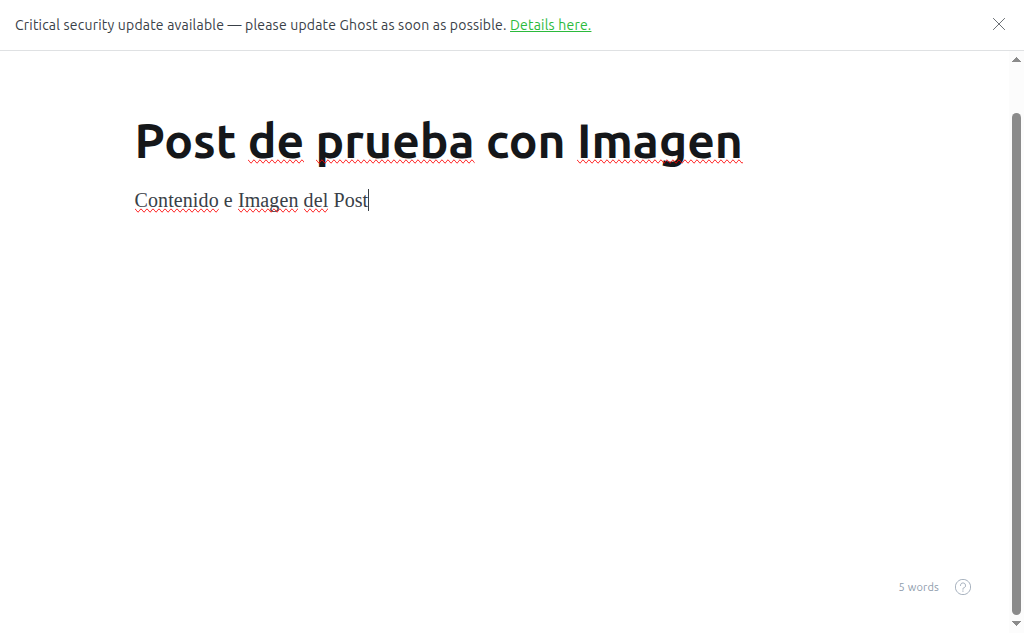 Critical security update available — please update Ghost as soon as possible. Details here.
Post de prueba con Imagen
Contenido e Imagen del Post
5 words
?